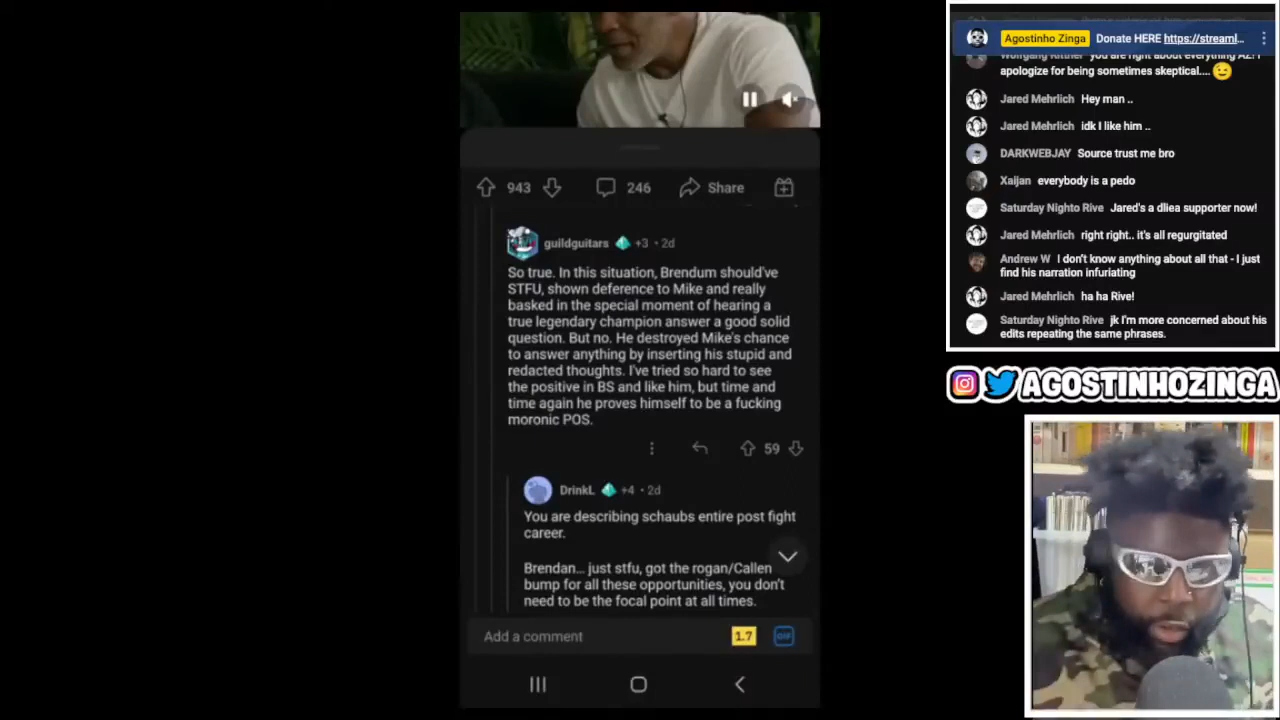 943
246
Share
guildguitars +3 • 2d
So true. In this situation, Brendum should've
STFU, shown deference to Mike and really
basked in the special moment of hearing a
true legendary champion answer a good solid
question. But no. He destroyed Mike's chance
to answer anything by inserting his stupid and
redacted thoughts. I've tried so hard to see
the positive in BS and like him, but time and
time again he proves himself to be a fucking
moronic POS.
59
DrinkL +4 • 2d
You are describing schaubs entire post fight
career.
Brendan... just stfu, got the rogan/Callen
bump for all these opportunities, you don't
need to be the focal point at all times.
Add a comment
1.7
GIF
Agostinho Zinga Donate HERE https://streaml...
you are right about everything AZ! I
apologize for being sometimes skeptical....
Jared Mehrlich Hey man ..
Jared Mehrlich idk I like him ..
DARKWEBJAY Source trust me bro
Xaijan everybody is a pedo
Saturday Nighto Rive Jared's a dliea supporter now!
Jared Mehrlich right right.. it's all regurgitated
Andrew W I don't know anything about all that - I just
find his narration infuriating
Jared Mehrlich ha ha Rive!
Saturday Nighto Rive jk I'm more concerned about his
edits repeating the same phrases.
AGOSTINHOZINGA